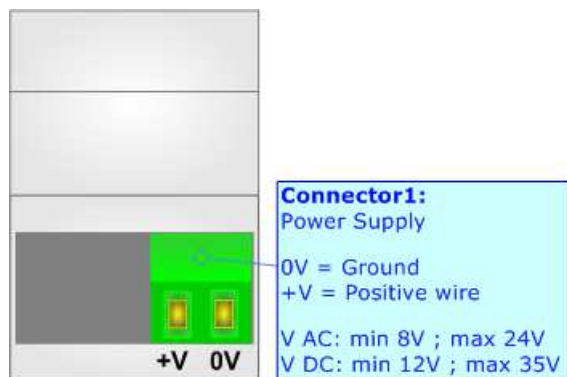 Connector1:
Power Supply
0V = Ground
+V = Positive wire
V AC: min 8V ; max 24V
V DC: min 12V ; max 35V
+V 0V